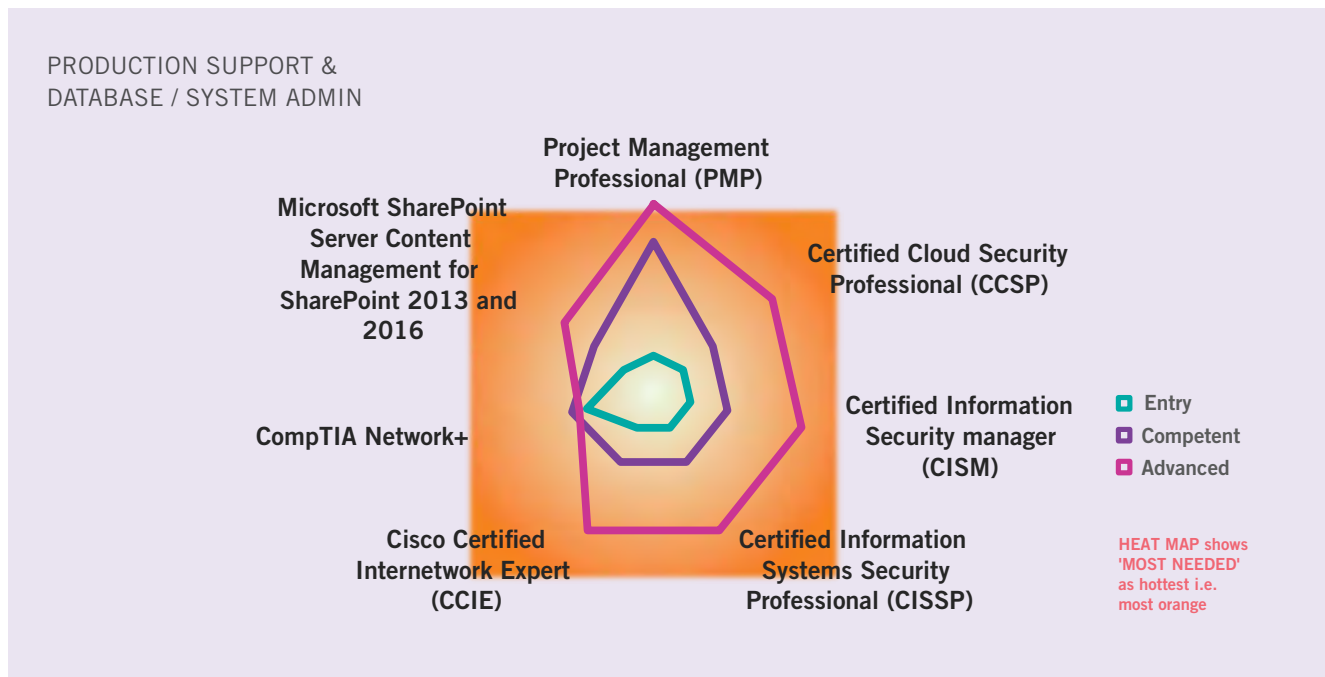 PRODUCTION SUPPORT &
DATABASE / SYSTEM ADMIN
Project Management
Professional (PMP)
Microsoft SharePoint
Server Content
Management for
SharePoint 2013 and
2016
Certified Cloud Security
Professional (CCSP)
Certified Information
Security manager
(CISM)
CompTIA Network+
Cisco Certified
Internetwork Expert
(CCIE)
Certified Information
Systems Security
Professional (CISSP)
Entry
Competent
Advanced
HEAT MAP shows
'MOST NEEDED'
as hottest i.e.
most orange